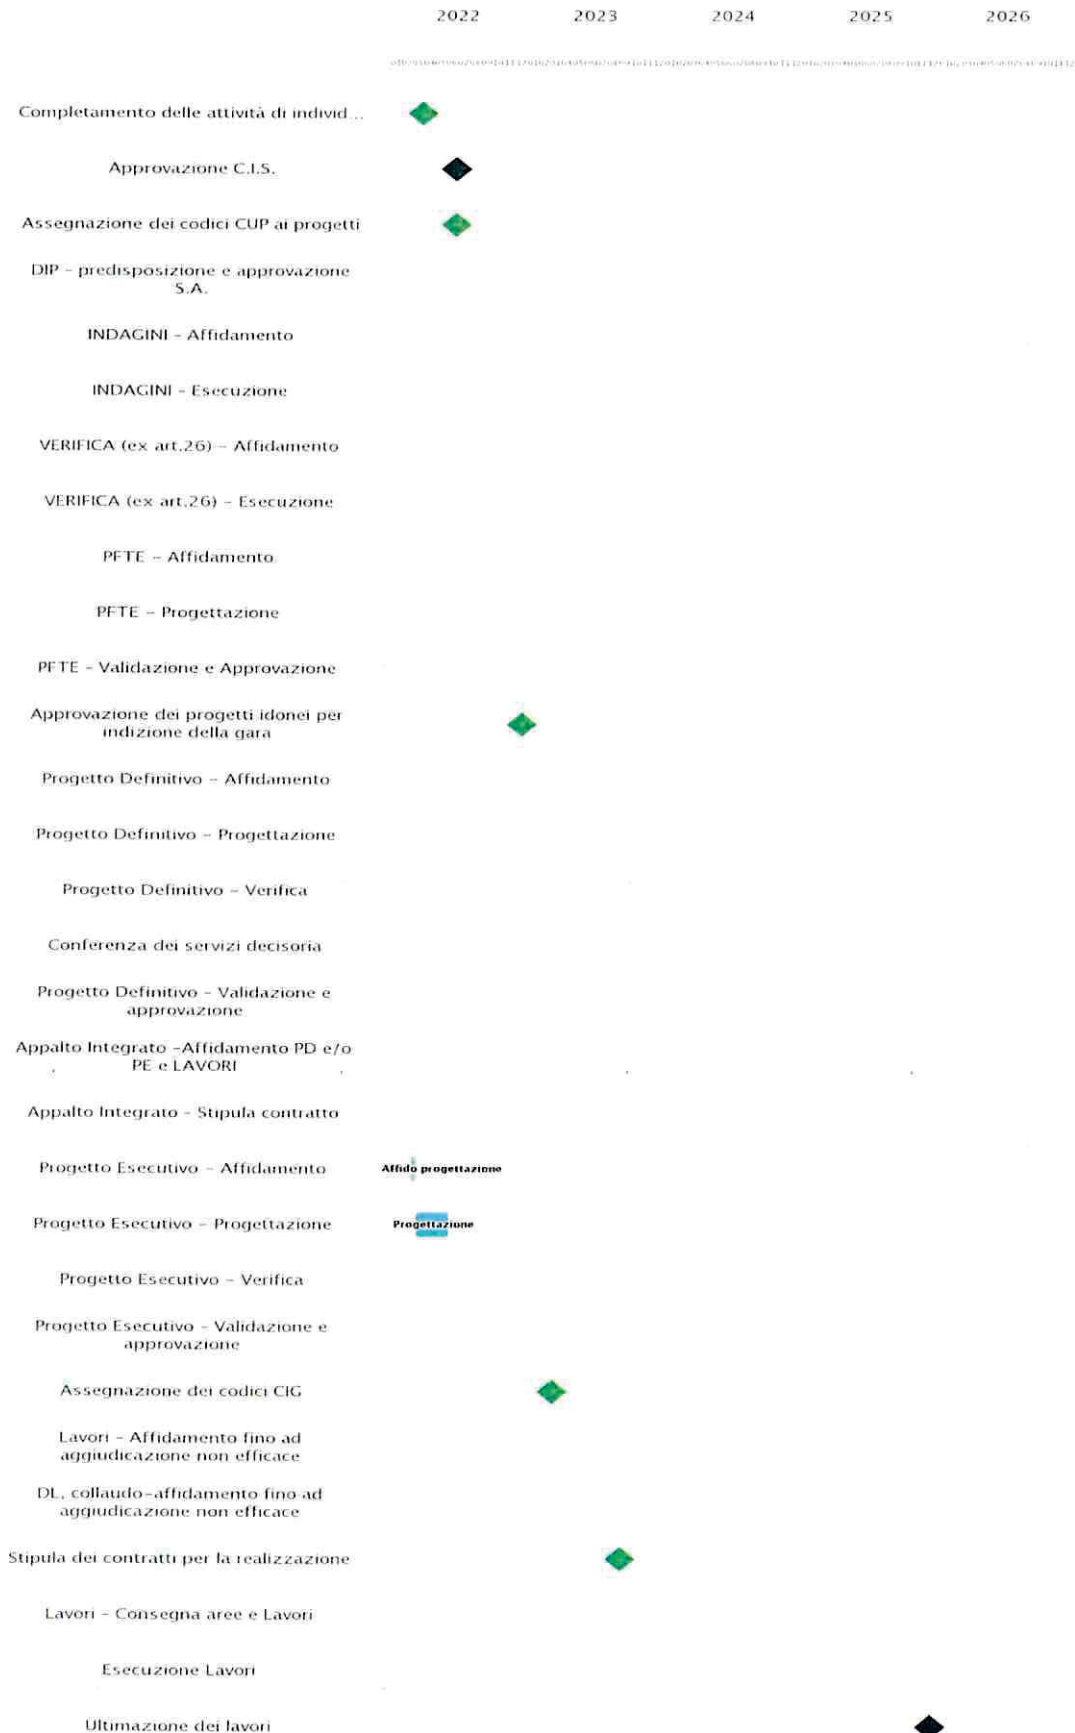 2022 2023 2024 2025 2026
Completamento delle attività di individ...
Approvazione C.I.S.
Assegnazione dei codici CUP ai progetti
DIP - predisposizione e approvazione
S.A.
INDAGINI - Affidamento
INDAGINI - Esecuzione
VERIFICA (ex art.26) - Affidamento
VERIFICA (ex art.26) - Esecuzione
PFTE - Affidamento
PFTE - Progettazione
PFTE - Validazione e Approvazione
Approvazione dei progetti idonei per
indizione della gara
Progetto Definitivo - Affidamento
Progetto Definitivo - Progettazione
Progetto Definitivo - Verifica
Conferenza dei servizi decisoria
Progetto Definitivo - Validazione e
approvazione
Appalto Integrato -Affidamento PD e/o
PE e LAVORI
Appalto Integrato - Stipula contratto
Progetto Esecutivo - Affidamento Affido progettazione
Progetto Esecutivo - Progettazione Progettazione
Progetto Esecutivo - Verifica
Progetto Esecutivo - Validazione e
approvazione
Assegnazione dei codici CIG
Lavori - Affidamento fino ad
aggiudicazione non efficace
DL, collaudo-affidamento fino ad
aggiudicazione non efficace
Stipula dei contratti per la realizzazione
Lavori - Consegna aree e Lavori
Esecuzione Lavori
Ultimazione dei lavori